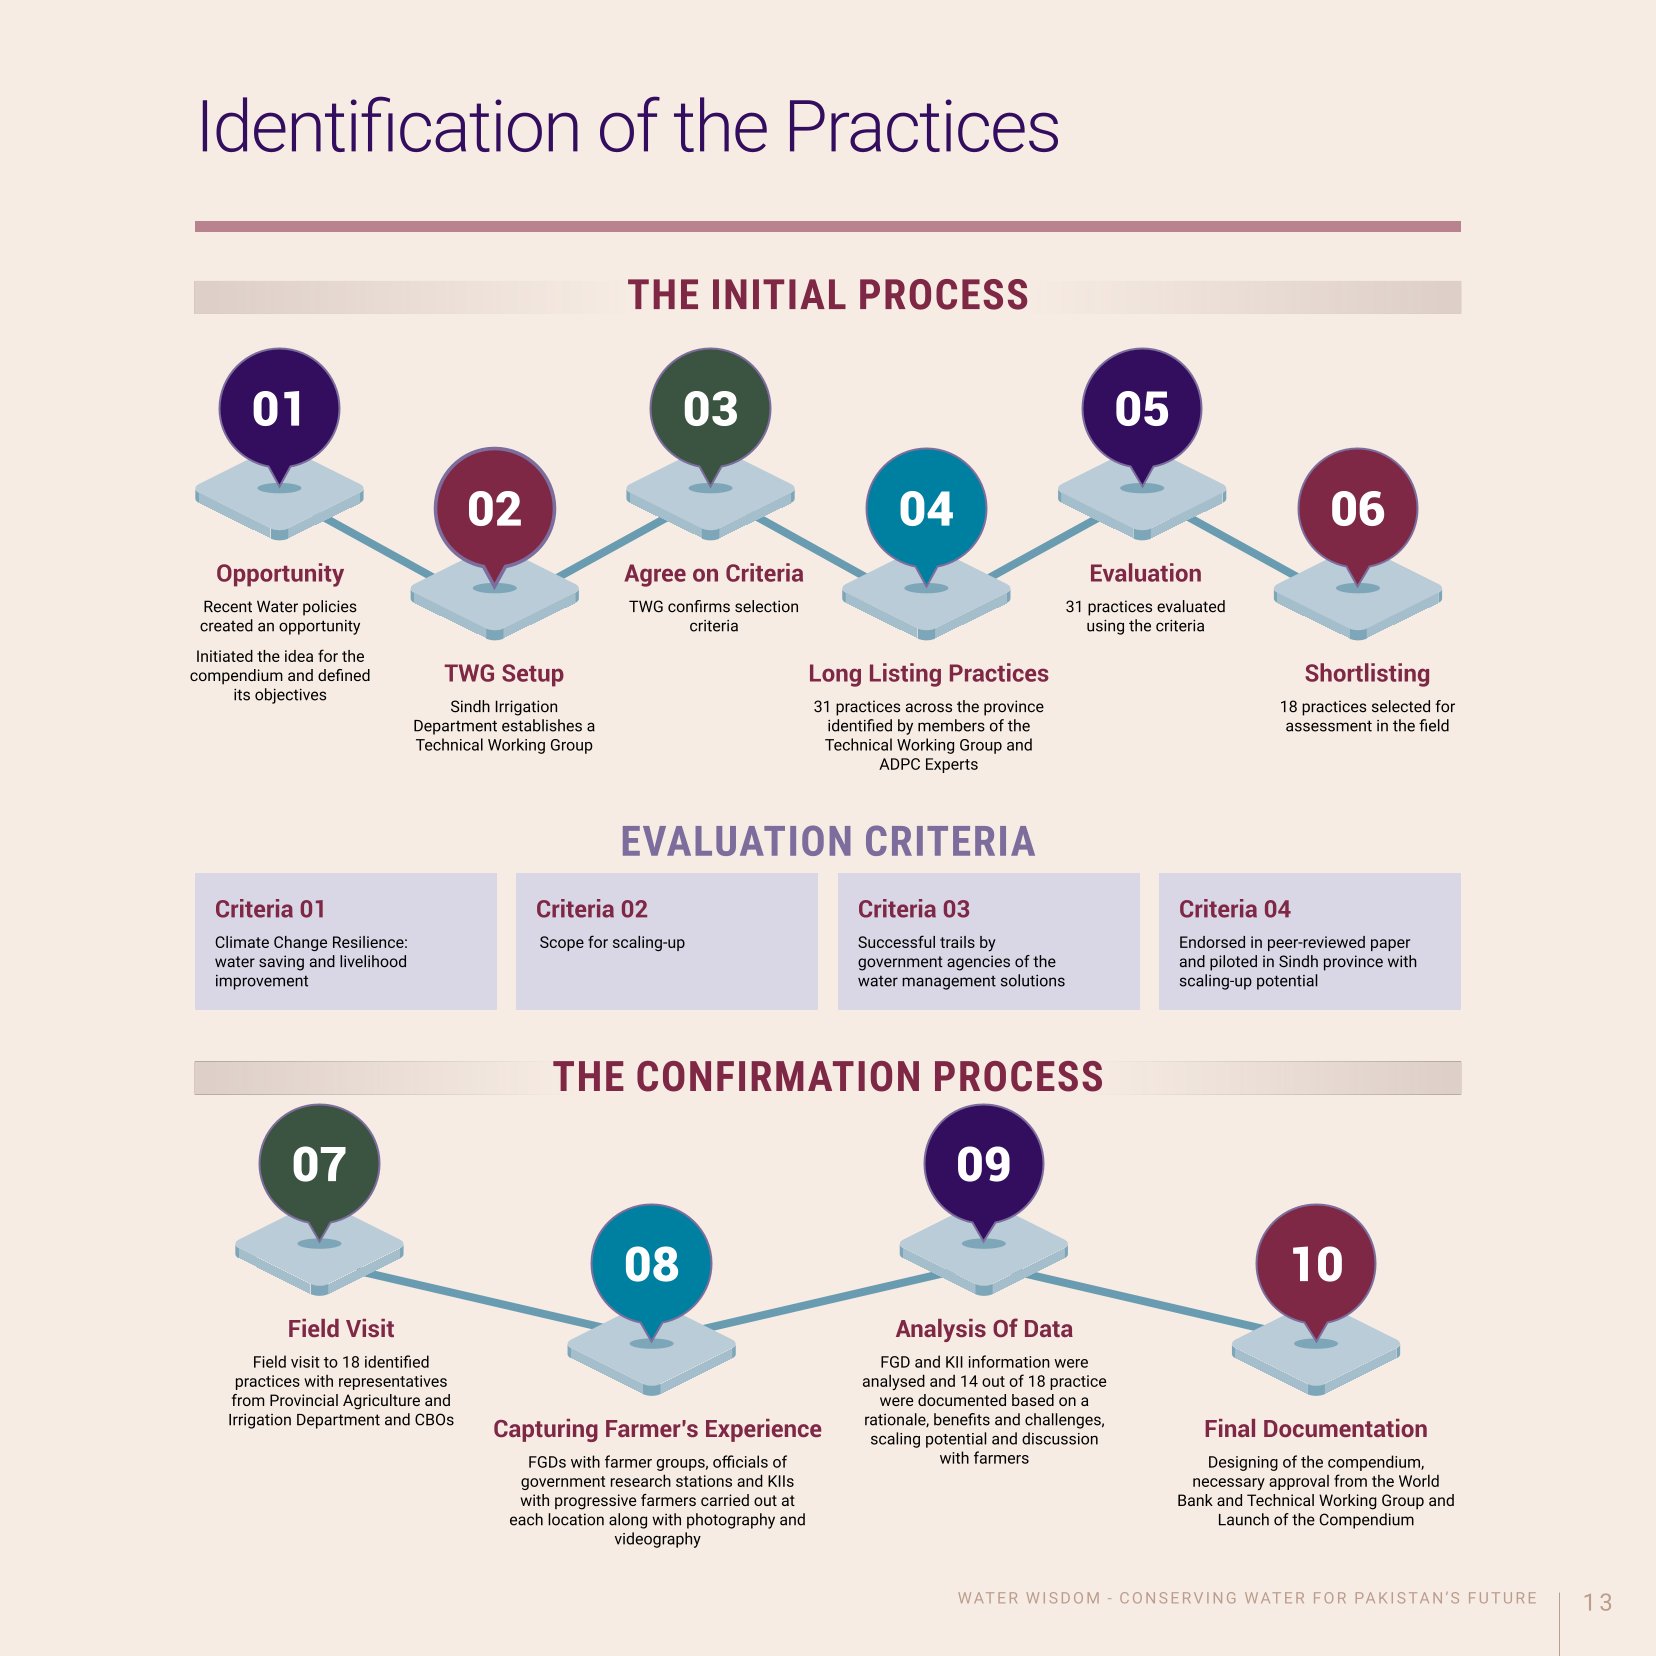 Identification of the Practices
THE INITIAL PROCESS
01
Opportunity
Recent Water policies
created an opportunity
Initiated the idea for the
compendium and defined
its objectives
02
TWG Setup
Sindh Irrigation
Department establishes a
Technical Working Group
03
Agree on Criteria
TWG confirms selection
criteria
04
Long Listing Practices
31 practices across the province
identified by members of the
Technical Working Group and
ADPC Experts
05
Evaluation
31 practices evaluated
using the criteria
06
Shortlisting
18 practices selected for
assessment in the field
EVALUATION CRITERIA
Criteria 01
Climate Change Resilience:
water saving and livelihood
improvement
Criteria 02
Scope for scaling-up
Criteria 03
Successful trails by
government agencies of the
water management solutions
Criteria 04
Endorsed in peer-reviewed paper
and piloted in Sindh province with
scaling-up potential
THE CONFIRMATION PROCESS
07
Field Visit
Field visit to 18 identified
practices with representatives
from Provincial Agriculture and
Irrigation Department and CBOs
08
Capturing Farmer's Experience
FGDs with farmer groups, officials of
government research stations and KIIs
with progressive farmers carried out at
each location along with photography and
videography
09
Analysis Of Data
FGD and KII information were
analysed and 14 out of 18 practice
were documented based on a
rationale, benefits and challenges,
scaling potential and discussion
with farmers
10
Final Documentation
Designing of the compendium,
necessary approval from the World
Bank and Technical Working Group and
Launch of the Compendium
WATER WISDOM - CONSERVING WATER FOR PAKISTAN'S FUTURE
13